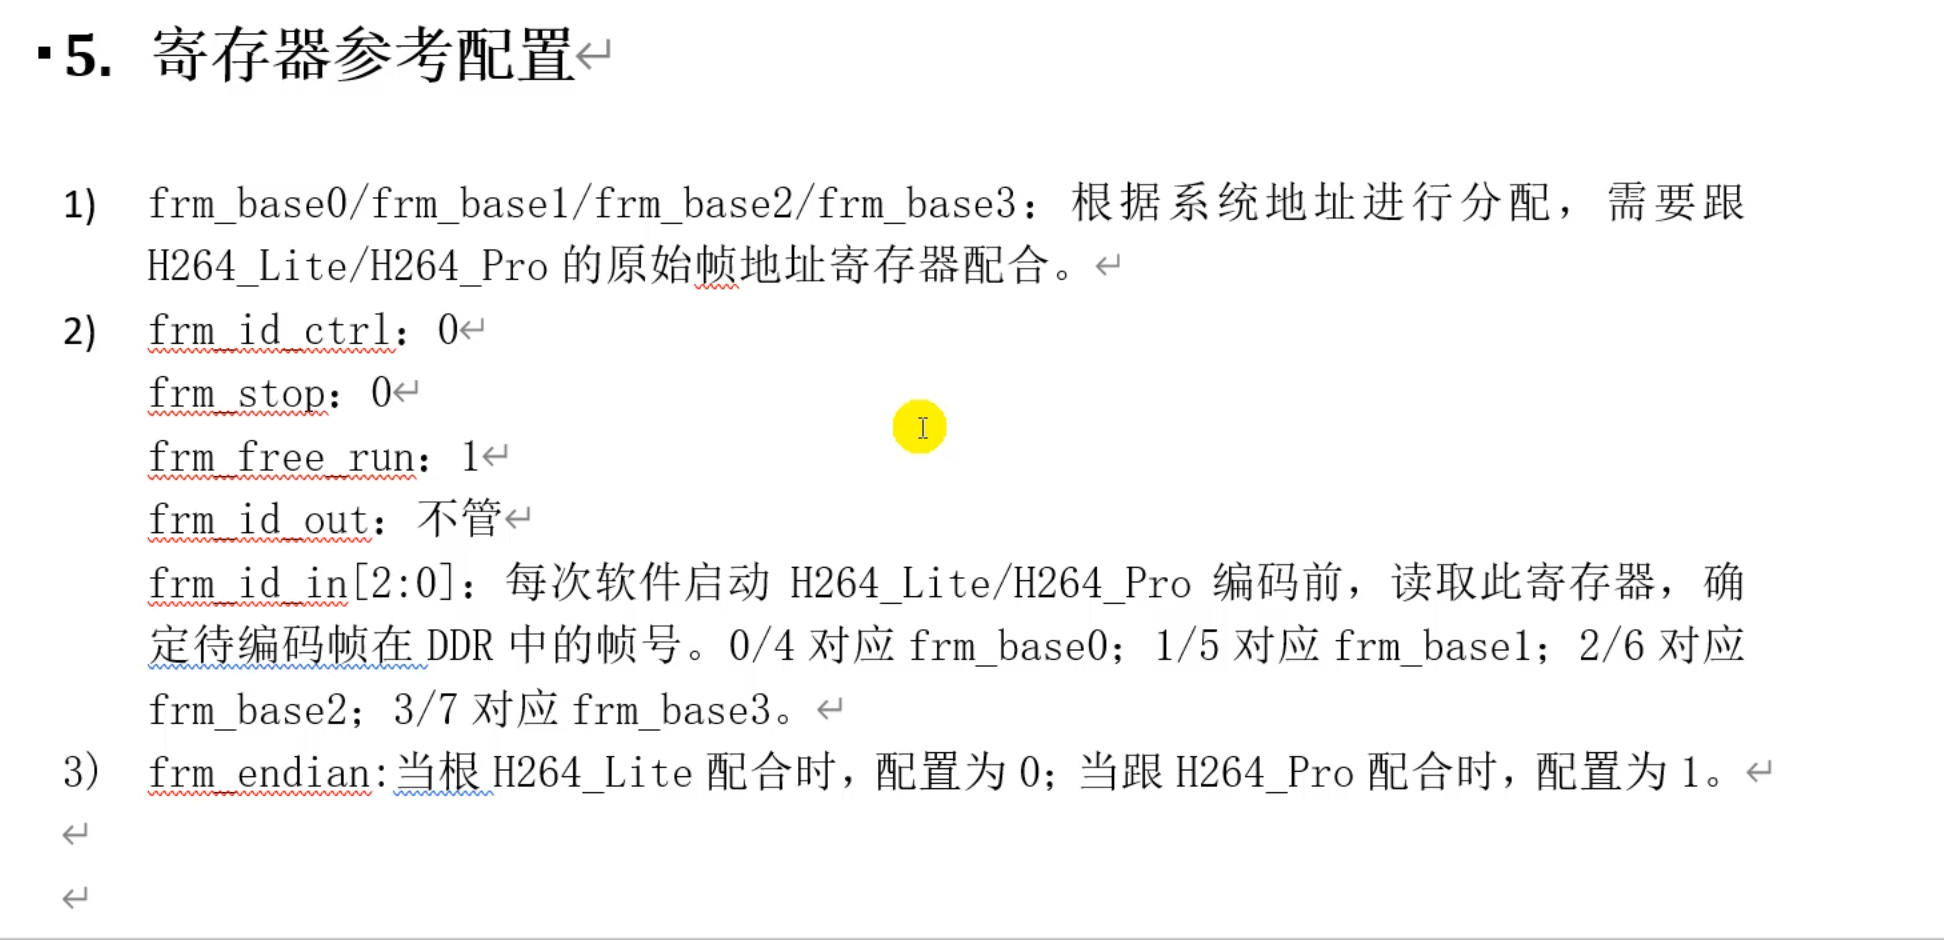 5. 寄存器参考配置
1) frm_base0/frm_base1/frm_base2/frm_base3：根据系统地址进行分配，需要跟
H264_Lite/H264_Pro 的原始帧地址寄存器配合。
2) frm_id_ctrl：0
frm_stop：0
frm_free_run：1
frm_id_out：不管
frm_id_in[2:0]：每次软件启动 H264_Lite/H264_Pro 编码前，读取此寄存器，确
定待编码帧在 DDR 中的帧号。0/4 对应 frm_base0；1/5 对应 frm_base1；2/6 对应
frm_base2；3/7 对应 frm_base3。
3) frm_endian:当根 H264_Lite 配合时，配置为 0；当跟 H264_Pro 配合时，配置为 1。